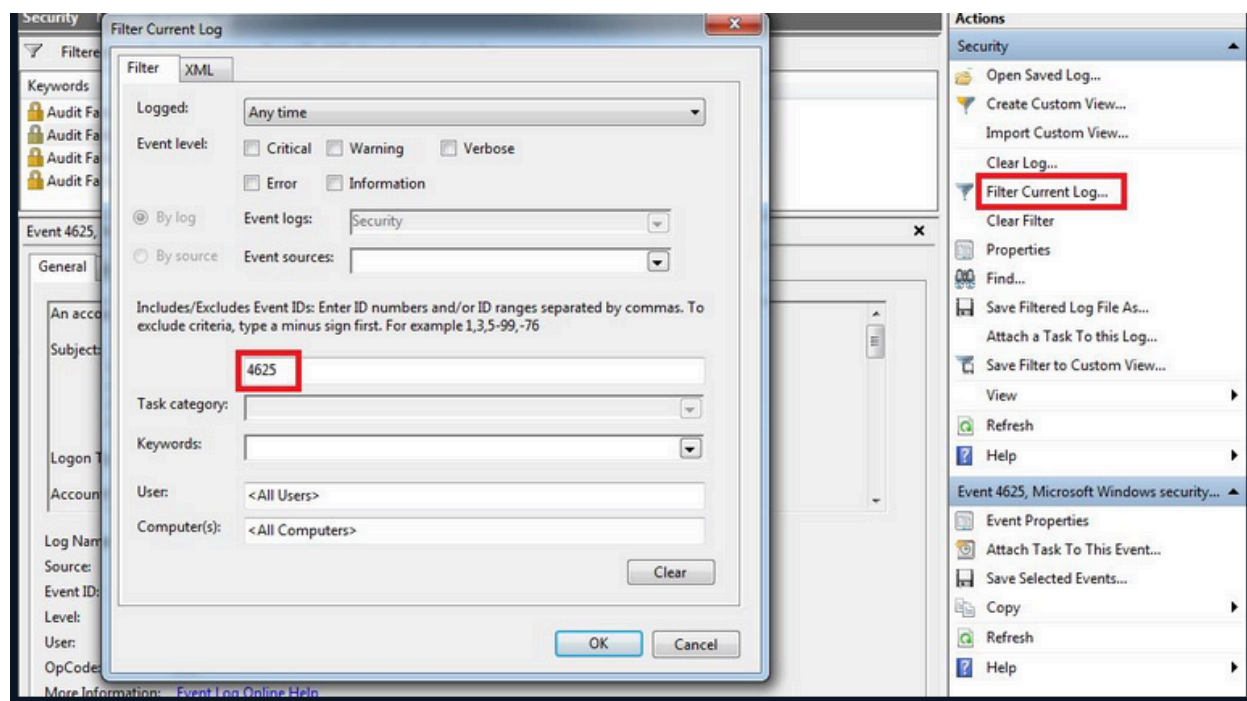 Security
Filtere
Keywords
Audit Fa
Audit Fa
Audit Fa
Audit Fa
Event 4625,
General
An acco
Subject:
Logon T
Accoun
Log Nam
Source:
Event ID:
Level:
User:
OpCode:
More Information: Event Log Online Help
Filter Current Log
Filter XML
Logged: Any time
Event level: Critical Warning Verbose
Error Information
By log Event logs: Security
By source Event sources:
Includes/Excludes Event IDs: Enter ID numbers and/or ID ranges separated by commas. To
exclude criteria, type a minus sign first. For example 1,3,5-99,-76
4625
Task category:
Keywords:
User: <All Users>
Computer(s): <All Computers>
Clear
OK Cancel
Actions
Security
Open Saved Log...
Create Custom View...
Import Custom View...
Clear Log...
Filter Current Log...
Clear Filter
Properties
Find...
Save Filtered Log File As...
Attach a Task To this Log...
Save Filter to Custom View...
View
Refresh
Help
Event 4625, Microsoft Windows security...
Event Properties
Attach Task To This Event...
Save Selected Events...
Copy
Refresh
Help